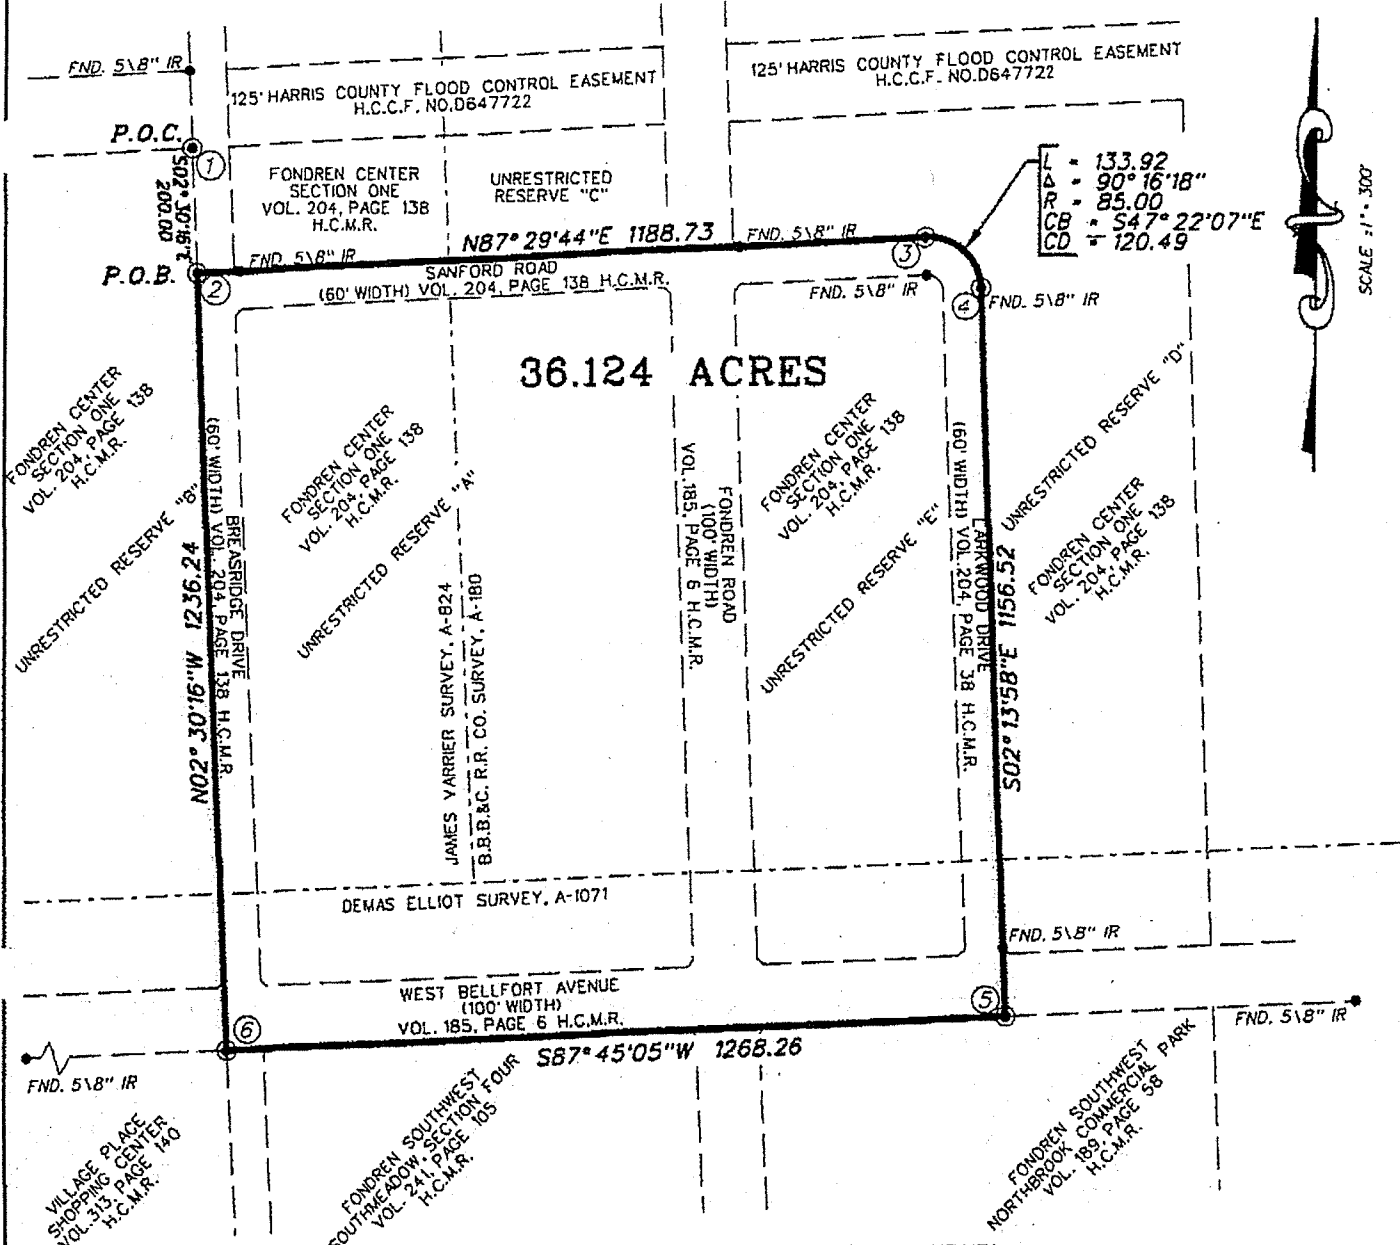 FND. 5\8" IR
125' HARRIS COUNTY FLOOD CONTROL EASEMENT
H.C.C.F. NO.D647722
125' HARRIS COUNTY FLOOD CONTROL EASEMENT
H.C.C.F. NO.D647722
P.O.C.
1
S02° 30'16"E
200.00
FONDREN CENTER
SECTION ONE
VOL. 204, PAGE 138
H.C.M.R.
UNRESTRICTED
RESERVE "C"
L = 133.92
Δ = 90° 16'18"
R = 85.00
CB = S47° 22'07"E
CD = 120.49
SCALE :1"= 300'
N87° 29'44"E 1188.73
FND. 5\8" IR
3
P.O.B.
2
FND. 5\8" IR
SANFORD ROAD
(60' WIDTH) VOL. 204, PAGE 138 H.C.M.R.
FND. 5\8" IR
4
FND. 5\8" IR
36.124 ACRES
FONDREN CENTER
SECTION ONE
VOL. 204, PAGE 138
H.C.M.R.
UNRESTRICTED RESERVE "B"
N02° 30'16"W 1236.24
BREASRIDGE DRIVE
(60' WIDTH) VOL. 204, PAGE 138 H.C.M.R.
FONDREN CENTER
SECTION ONE
VOL. 204, PAGE 138
H.C.M.R.
UNRESTRICTED RESERVE "A"
JAMES VARRIER SURVEY, A-824
B.B.B.&C. R.R. CO. SURVEY, A-180
FONDREN ROAD
(100' WIDTH)
VOL. 185, PAGE 6 H.C.M.R.
FONDREN CENTER
SECTION ONE
VOL. 204, PAGE 138
H.C.M.R.
UNRESTRICTED RESERVE "E"
LARKWOOD DRIVE
(60' WIDTH) VOL. 204, PAGE 38 H.C.M.R.
S02° 13'58"E 1156.52
UNRESTRICTED RESERVE "D"
FONDREN CENTER
SECTION ONE
VOL. 204, PAGE 138
H.C.M.R.
DEMAS ELLIOT SURVEY, A-1071
FND. 5\8" IR
WEST BELLFORT AVENUE
(100' WIDTH)
VOL. 185, PAGE 6 H.C.M.R.
5
6
S87° 45'05"W 1268.26
FND. 5\8" IR
FND. 5\8" IR
VILLAGE PLACE
SHOPPING CENTER
VOL. 313, PAGE 140
H.C.M.R.
FONDREN SOUTHWEST
SOUTHMEADOW, SECTION FOUR
VOL. 241, PAGE 105
H.C.M.R.
FONDREN SOUTHWEST
NORTHBROOK COMMERCIAL PARK
VOL. 189, PAGE 58
H.C.M.R.